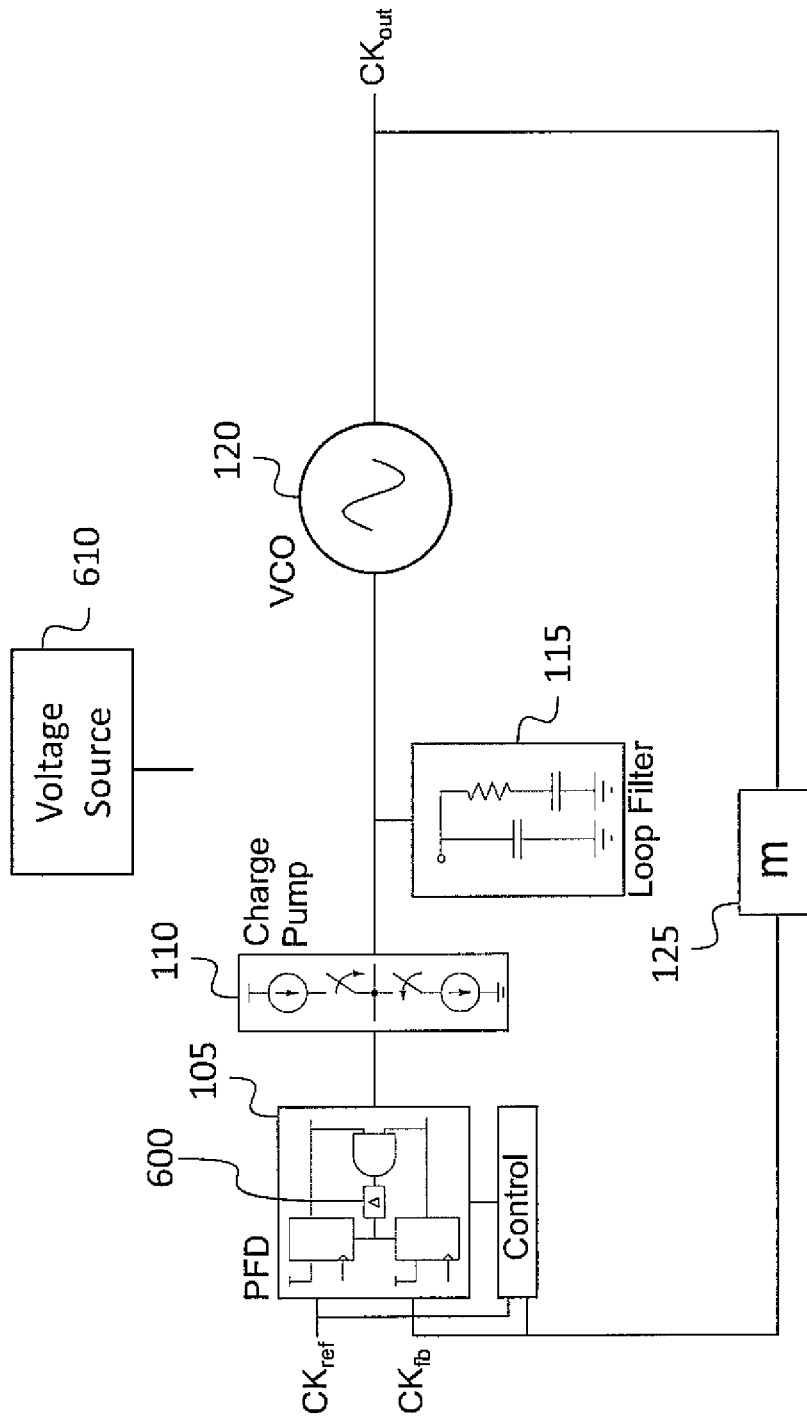 Voltage
Source
610
120
VCO
CKout
110
Charge
Pump
105
600
PFD
Δ
115
Loop Filter
CKref
CKfb
Control
125
m